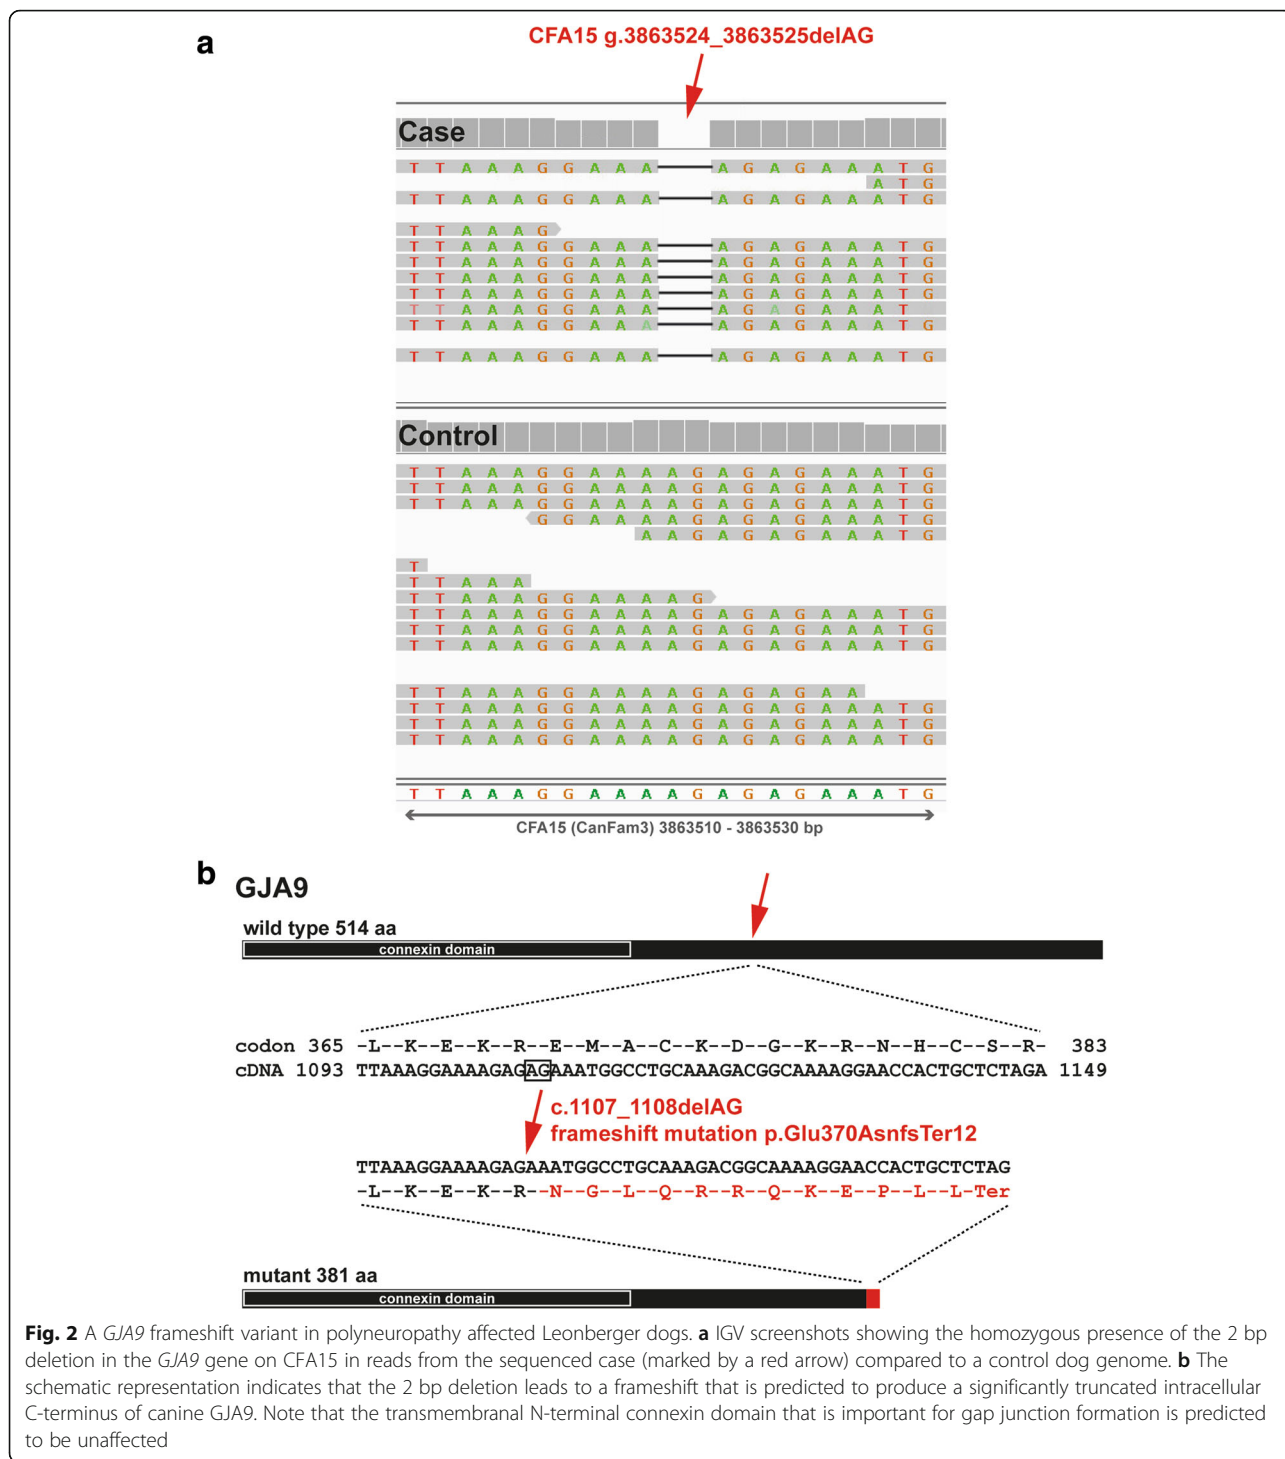 a
CFA15 g.3863524_3863525delAG
Case
T T A A A G G A A A A G A G A A A T G
A T G
T T A A A G G A A A A G A G A A A T G
T T A A A G
T T A A A G G A A A A G A G A A A T G
T T A A A G G A A A A G A G A A A T G
T T A A A G G A A A A G A G A A A T G
T T A A A G G A A A A G A G A A A T G
T T A A A G G A A A A G A G A A A T
T T A A A G G A A A A G A G A A A T G
T T A A A G G A A A A G A G A A A T G
Control
T T A A A G G A A A A G A G A G A A A T G
T T A A A G G A A A A G A G A G A A A T G
T T A A A G G A A A A G A G A G A A A T G
G G A A A A G A G A G A A A T G
A A G A G A G A A A T G
T
T T A A A
T T A A A G G A A A A G
T T A A A G G A A A A G A G A G A A A T G
T T A A A G G A A A A G A G A G A A A T G
T T A A A G G A A A A G A G A G A A A T G
T T A A A G G A A A A G A G A G A A
T T A A A G G A A A A G A G A G A A A T G
T T A A A G G A A A A G A G A G A A A T G
T T A A A G G A A A A G A G A G A A A T G
T T A A A G G A A A A G A G A G A A A T G
CFA15 (CanFam3) 3863510 - 3863530 bp
b
GJA9
wild type 514 aa
connexin domain
codon 365 -L--K--E--K--R--E--M--A--C--K--D--G--K--R--N--H--C--S--R- 383
cDNA 1093 TTAAAGGAAAAGAGAGAAATGGCCTGCAAAGACGGCAAAAGGAACCACTGCTCTAGA 1149
c.1107_1108delAG
frameshift mutation p.Glu370AsnfsTer12
TTAAAGGAAAAGAGAAATGGCCTGCAAAGACGGCAAAAGGAACCACTGCTCTAG
-L--K--E--K--R--N--G--L--Q--R--R--Q--K--E--P--L--L-Ter
mutant 381 aa
connexin domain
Fig. 2 A GJA9 frameshift variant in polyneuropathy affected Leonberger dogs. a IGV screenshots showing the homozygous presence of the 2 bp
deletion in the GJA9 gene on CFA15 in reads from the sequenced case (marked by a red arrow) compared to a control dog genome. b The
schematic representation indicates that the 2 bp deletion leads to a frameshift that is predicted to produce a significantly truncated intracellular
C-terminus of canine GJA9. Note that the transmembranal N-terminal connexin domain that is important for gap junction formation is predicted
to be unaffected